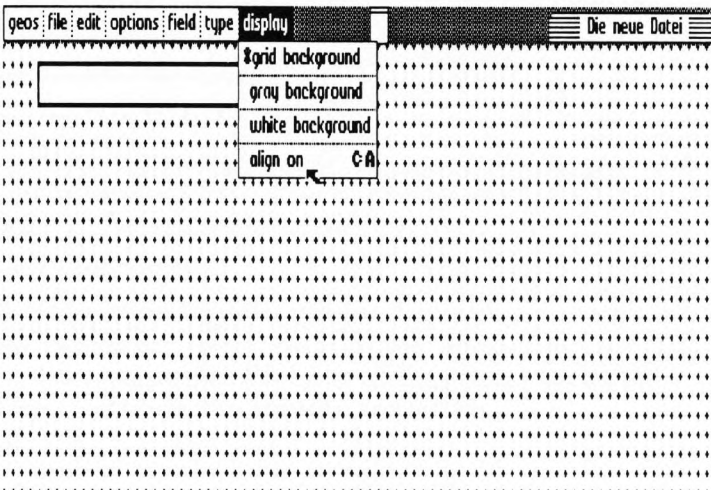 geos file edit options field type display
Die neue Datei
*grid background
gray background
white background
align on C A